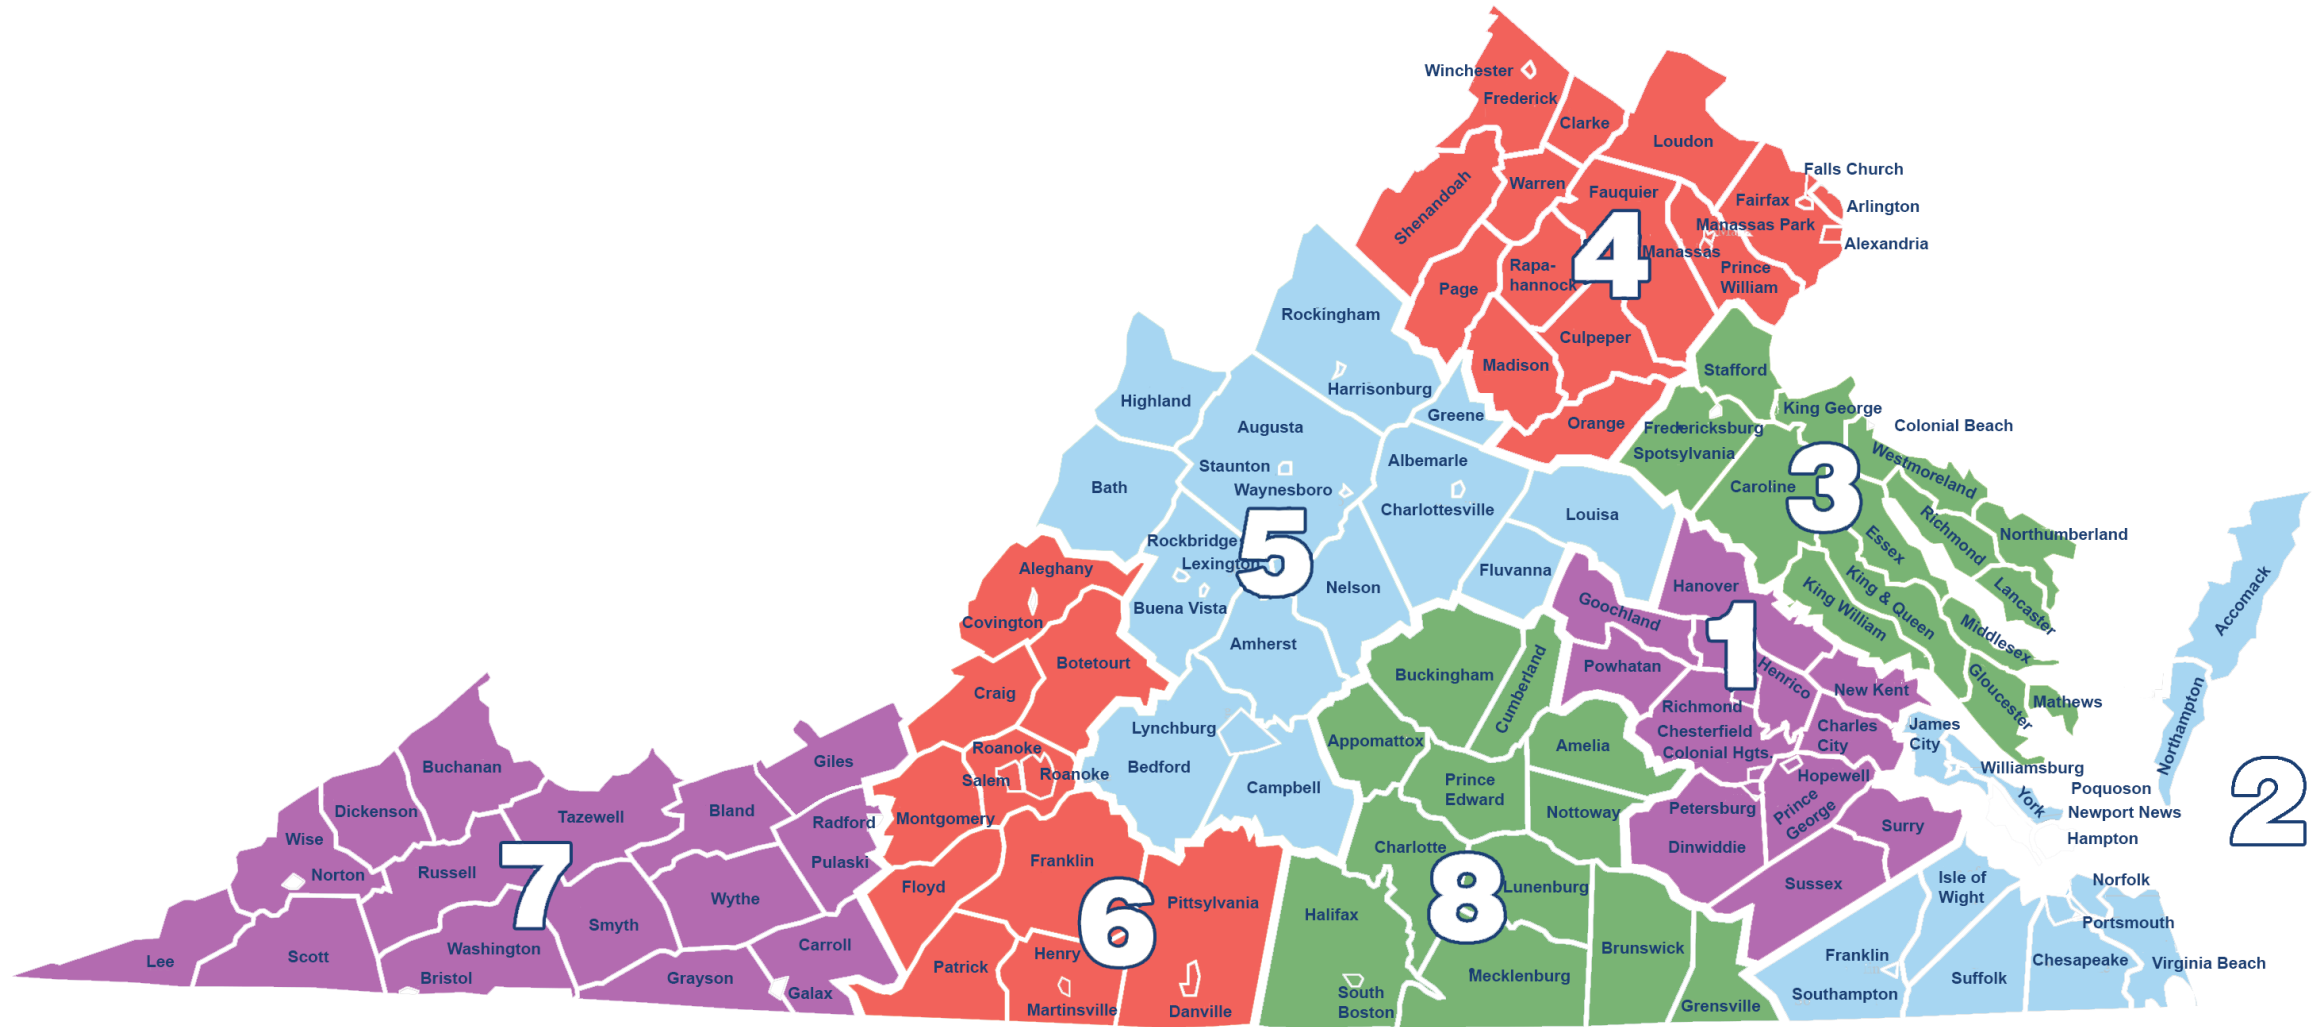 Winchester
Frederick
Clarke
Loudon
Falls Church
Shenandoah
Warren
Fauquier
Fairfax
Arlington
Manassas Park
Alexandria
4
Manassas
Page
Rapa-
hannock
Prince
William
Madison
Culpeper
Orange
Rockingham
Harrisonburg
Highland
Greene
Augusta
Staunton
Waynesboro
Albemarle
Charlottesville
Bath
Louisa
5
Rockbridge
Lexington
Buena Vista
Nelson
Fluvanna
Amherst
Lynchburg
Bedford
Campbell
Stafford
King George
Colonial Beach
Fredericksburg
Spotsylvania
3
Caroline
Westmoreland
Richmond
Northumberland
Essex
Lancaster
King & Queen
King William
Middlesex
Gloucester
Mathews
Hanover
Goochland
1
Powhatan
Henrico
New Kent
Richmond
Chesterfield
Colonial Hgts.
Charles
City
Hopewell
Petersburg
Prince
George
Dinwiddie
Surry
Sussex
James
City
Williamsburg
York
Poquoson
Newport News
Hampton
Accomack
Northampton
2
Norfolk
Isle of
Wight
Portsmouth
Franklin
Chesapeake
Virginia Beach
Southampton
Suffolk
Aleghany
Covington
Botetourt
Craig
Roanoke
Salem
Roanoke
Montgomery
Franklin
Floyd
6
Pittsylvania
Patrick
Henry
Martinsville
Danville
Buckingham
Cumberland
Appomattox
Amelia
Prince
Edward
Nottoway
Charlotte
8
Lunenburg
Halifax
Brunswick
Mecklenburg
South
Boston
Grensville
Buchanan
Giles
Dickenson
Tazewell
Bland
Radford
Wise
Norton
Russell
7
Pulaski
Wythe
Smyth
Lee
Scott
Washington
Bristol
Carroll
Grayson
Galax